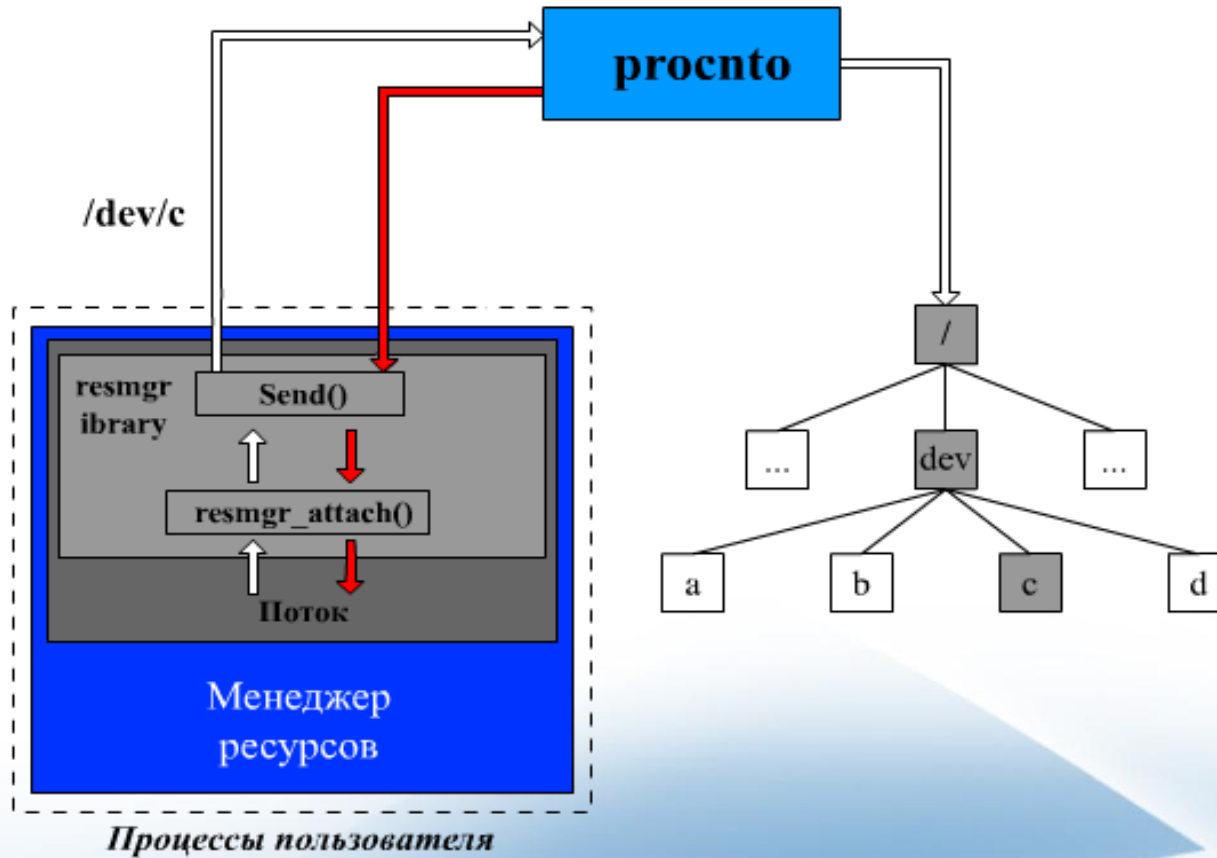 procnto
/dev/c
resmgr
ibrary
Send()
resmgr_attach()
Поток
Менеджер
ресурсов
Процессы пользователя
/
... dev ...
a b c d